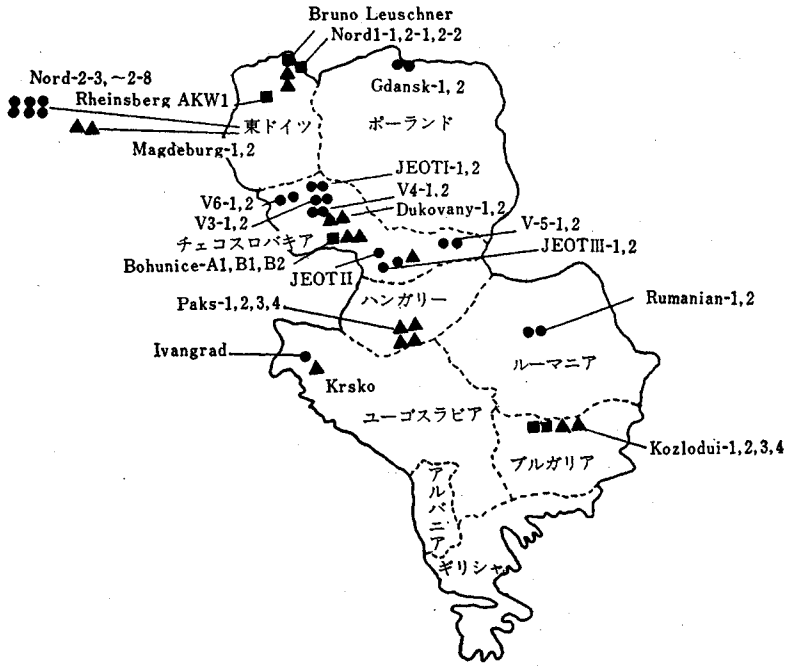 Bruno Leuschner
Nord1-1,2-1,2-2
Nord-2-3,〜2-8
Gdansk-1, 2
Rheinsberg AKW1
東ドイツ
ポーランド
Magdeburg-1,2
JEOTI-1,2
V6-1,2
V4-1,2
V3-1,2
Dukovany-1,2
チェコスロバキア
V-5-1,2
Bohunice-A1,B1,B2
JEOTIII-1,2
JEOTII
ハンガリー
Paks-1,2,3,4
Rumanian-1,2
Ivangrad
ルーマニア
Krsko
ユーゴスラビア
Kozlodui-1,2,3,4
ブルガリア
アルバニア
ギリシャ